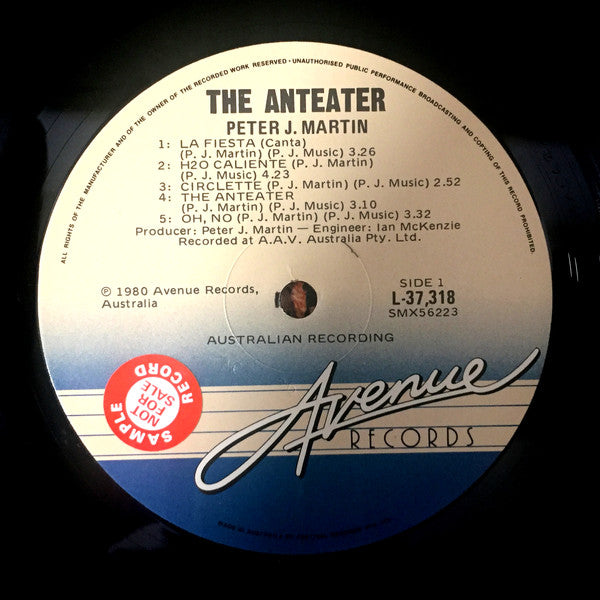 ALL RIGHTS OF THE MANUFACTURER AND OF THE OWNER OF THE RECORDED WORK RESERVED • UNAUTHORISED PUBLIC PERFORMANCE BROADCASTING AND COPYING OF THIS RECORD PROHIBITED
THE ANTEATER
PETER J. MARTIN
1: LA FIESTA (Canta)
(P. J. Martin) (P. J. Music) 3.26
2: H2O CALIENTE (P. J. Martin)
(P. J. Music) 4.23
3: CIRCLETTE (P. J. Martin) (P. J. Music) 2.52
4: THE ANTEATER
(P. J. Martin) (P. J. Music) 3.10
5: OH, NO (P. J. Martin) (P. J. Music) 3.32
Producer: Peter J. Martin — Engineer: Ian McKenzie
Recorded at A.A.V. Australia Pty. Ltd.
℗ 1980 Avenue Records,
Australia
SIDE 1
L-37,318
SMX56223
AUSTRALIAN RECORDING
SAMPLE
RECORD
NOT
FOR
SALE
Avenue
RECORDS
MADE IN AUSTRALIA